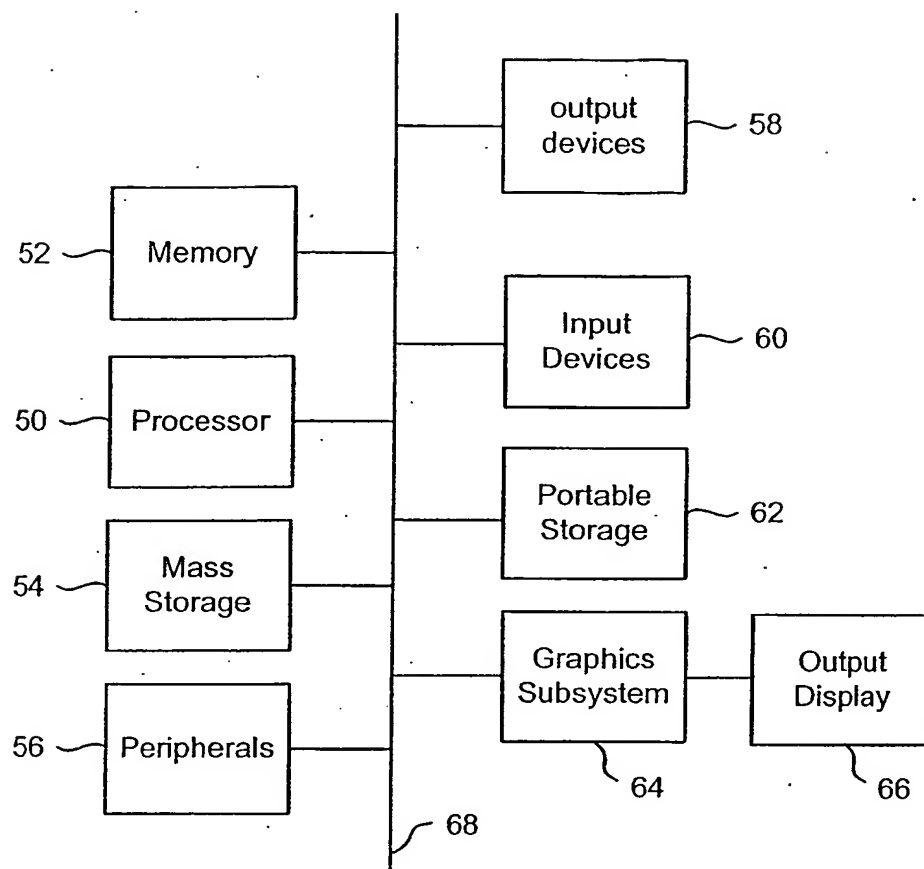 output
devices
58
52
Memory
Input
Devices
60
50
Processor
Portable
Storage
62
54
Mass
Storage
Graphics
Subsystem
Output
Display
56
Peripherals
64
66
68